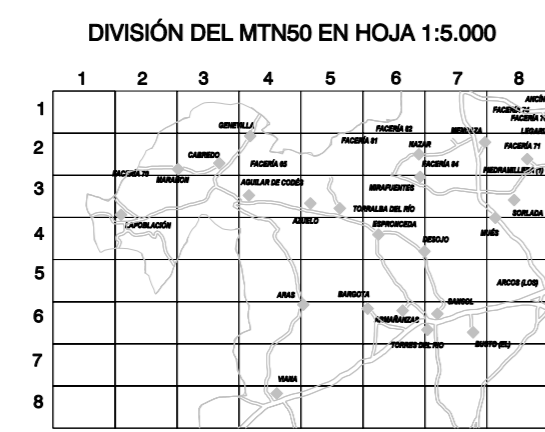 DIVISIÓN DEL MTN50 EN HOJA 1:5.000
1 2 3 4 5 6 7 8
1
GENEVILLA
FACERÍA 82
2
CABREDO
FACERÍA 81
NAZAR
MENDAZA
FACERÍA 71
MARAÑON
FACERÍA 65
FACERÍA 84
3
AGUILAR DE CODÉS
MIRAFUENTES
TORRALBA DEL RÍO
SORLADA
4
LAPOBLACIÓN
AZUELO
ESPRONCEDA
DESOJO
MUÉS
5
ARCOS (LOS)
ARAS
BARGOTA
SANSOL
6
ARMAÑANZAS
TORRES DEL RÍO
BUSTO (EL)
7
VIANA
8